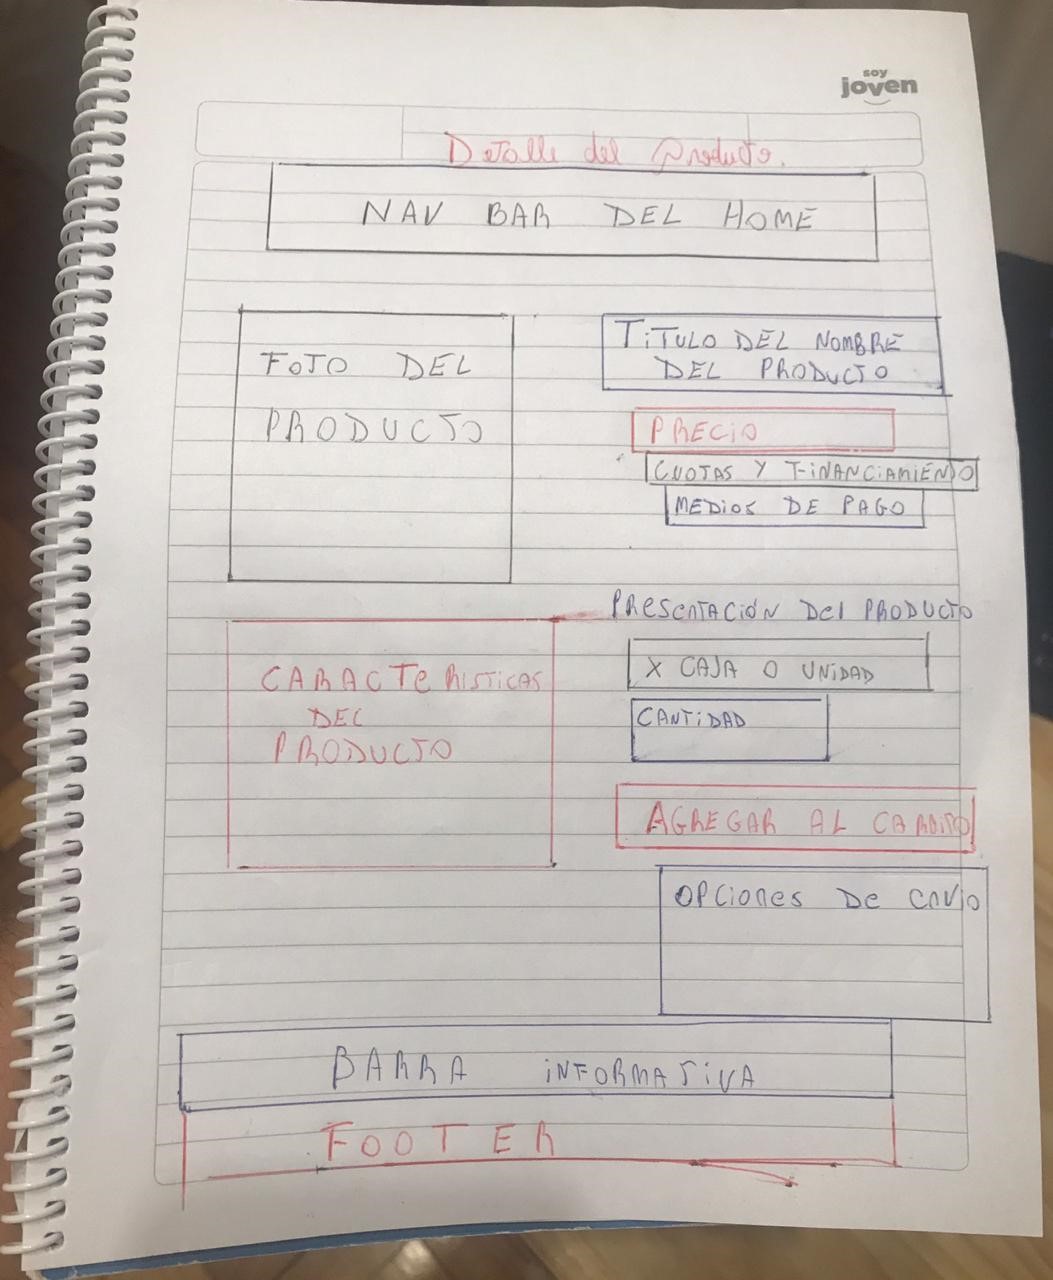 soy
joven
Detalle del Producto.
NAV BAR DEL HOME
FOTO DEL
PRODUCTO
TiTULO DEL NOMBRE
DEL PRODUCTO
PRECiO
CUOTAS Y FiNANCiAMiENTO
MEDiOS DE PAGO
PResenTACiÓN Del PRODUCTO
X CAJA O UNiDAD
CANTiDAD
CARACTERISTICAS
DEL
PRODUCTO
AGREGAR AL CARRiTO
OPCiones De enVio
BARRA iNFORMATiVA
FOOTER